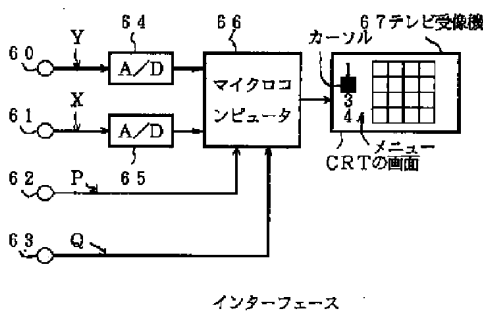 64
66
67テレビ受像機
カーソル
60
Y
A/D
マイクロコ
ンピュータ
1
3
4
61
X
A/D
65
メニュー
CRTの画面
62
P
63
Q
インターフェース